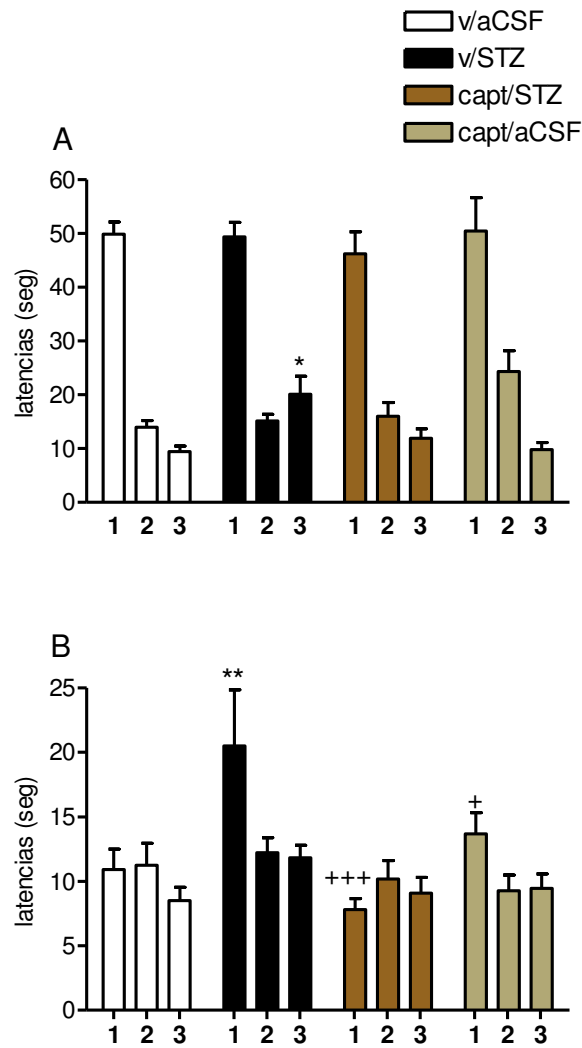 v/aCSF
v/STZ
capt/STZ
capt/aCSF
A
latencias (seg)
60
50
40
30
20
10
0
*
1 2 3 1 2 3 1 2 3 1 2 3
B
latencias (seg)
25
20
15
10
5
0
**
+++
+
1 2 3 1 2 3 1 2 3 1 2 3